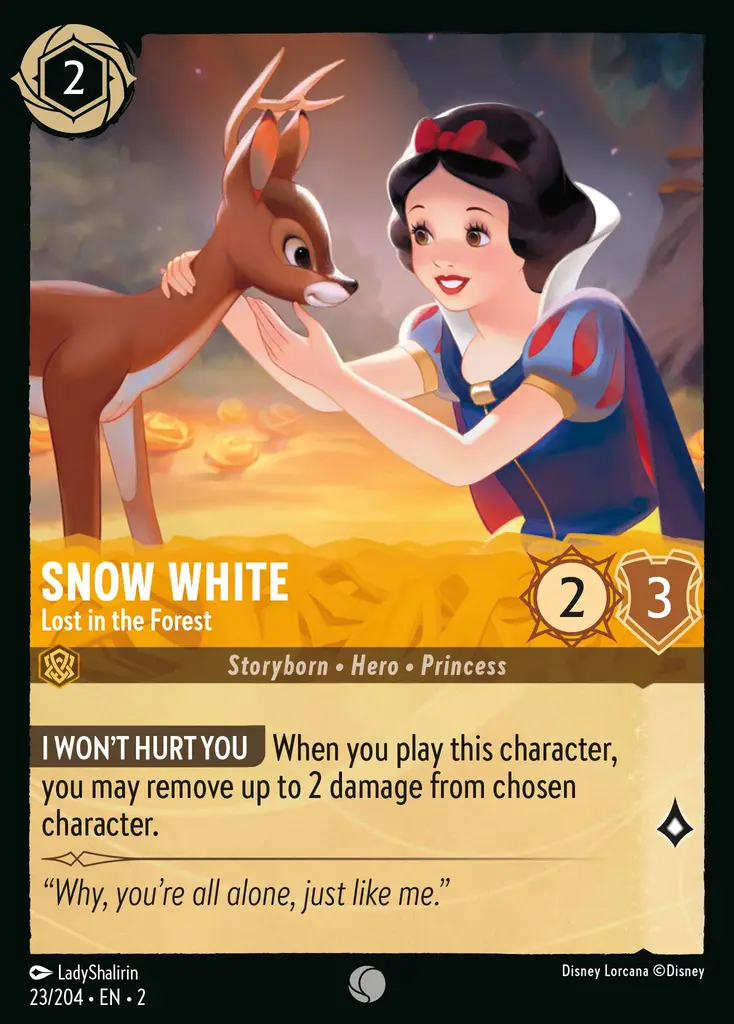 2
SNOW WHITE
Lost in the Forest
2
3
Storyborn • Hero • Princess
I WON'T HURT YOU When you play this character,
you may remove up to 2 damage from chosen
character.
“Why, you’re all alone, just like me.”
LadyShalirin
Disney Lorcana ©Disney
23/204 • EN • 2